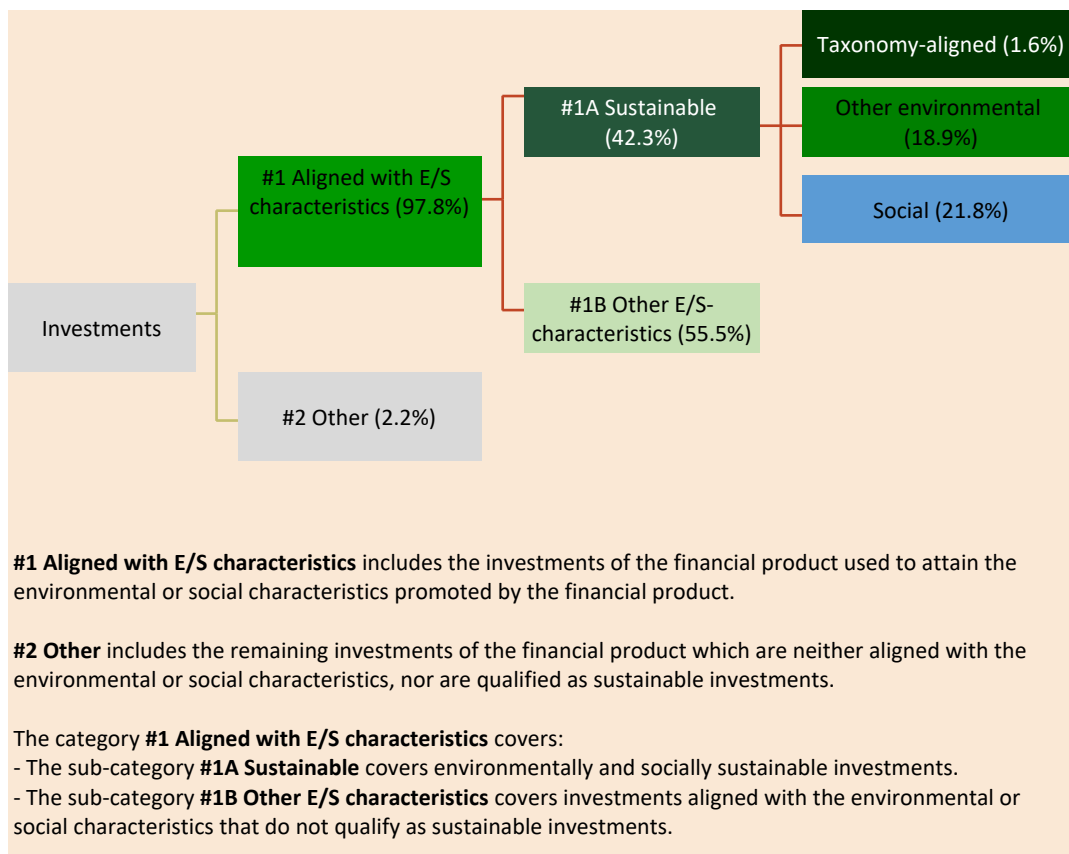 Taxonomy-aligned (1.6%)
#1A Sustainable
(42.3%)
Other environmental
(18.9%)
#1 Aligned with E/S
characteristics (97.8%)
Social (21.8%)
#1B Other E/S-
characteristics (55.5%)
Investments
#2 Other (2.2%)
#1 Aligned with E/S characteristics includes the investments of the financial product used to attain the
environmental or social characteristics promoted by the financial product.
#2 Other includes the remaining investments of the financial product which are neither aligned with the
environmental or social characteristics, nor are qualified as sustainable investments.
The category #1 Aligned with E/S characteristics covers:
- The sub-category #1A Sustainable covers environmentally and socially sustainable investments.
- The sub-category #1B Other E/S characteristics covers investments aligned with the environmental or
social characteristics that do not qualify as sustainable investments.